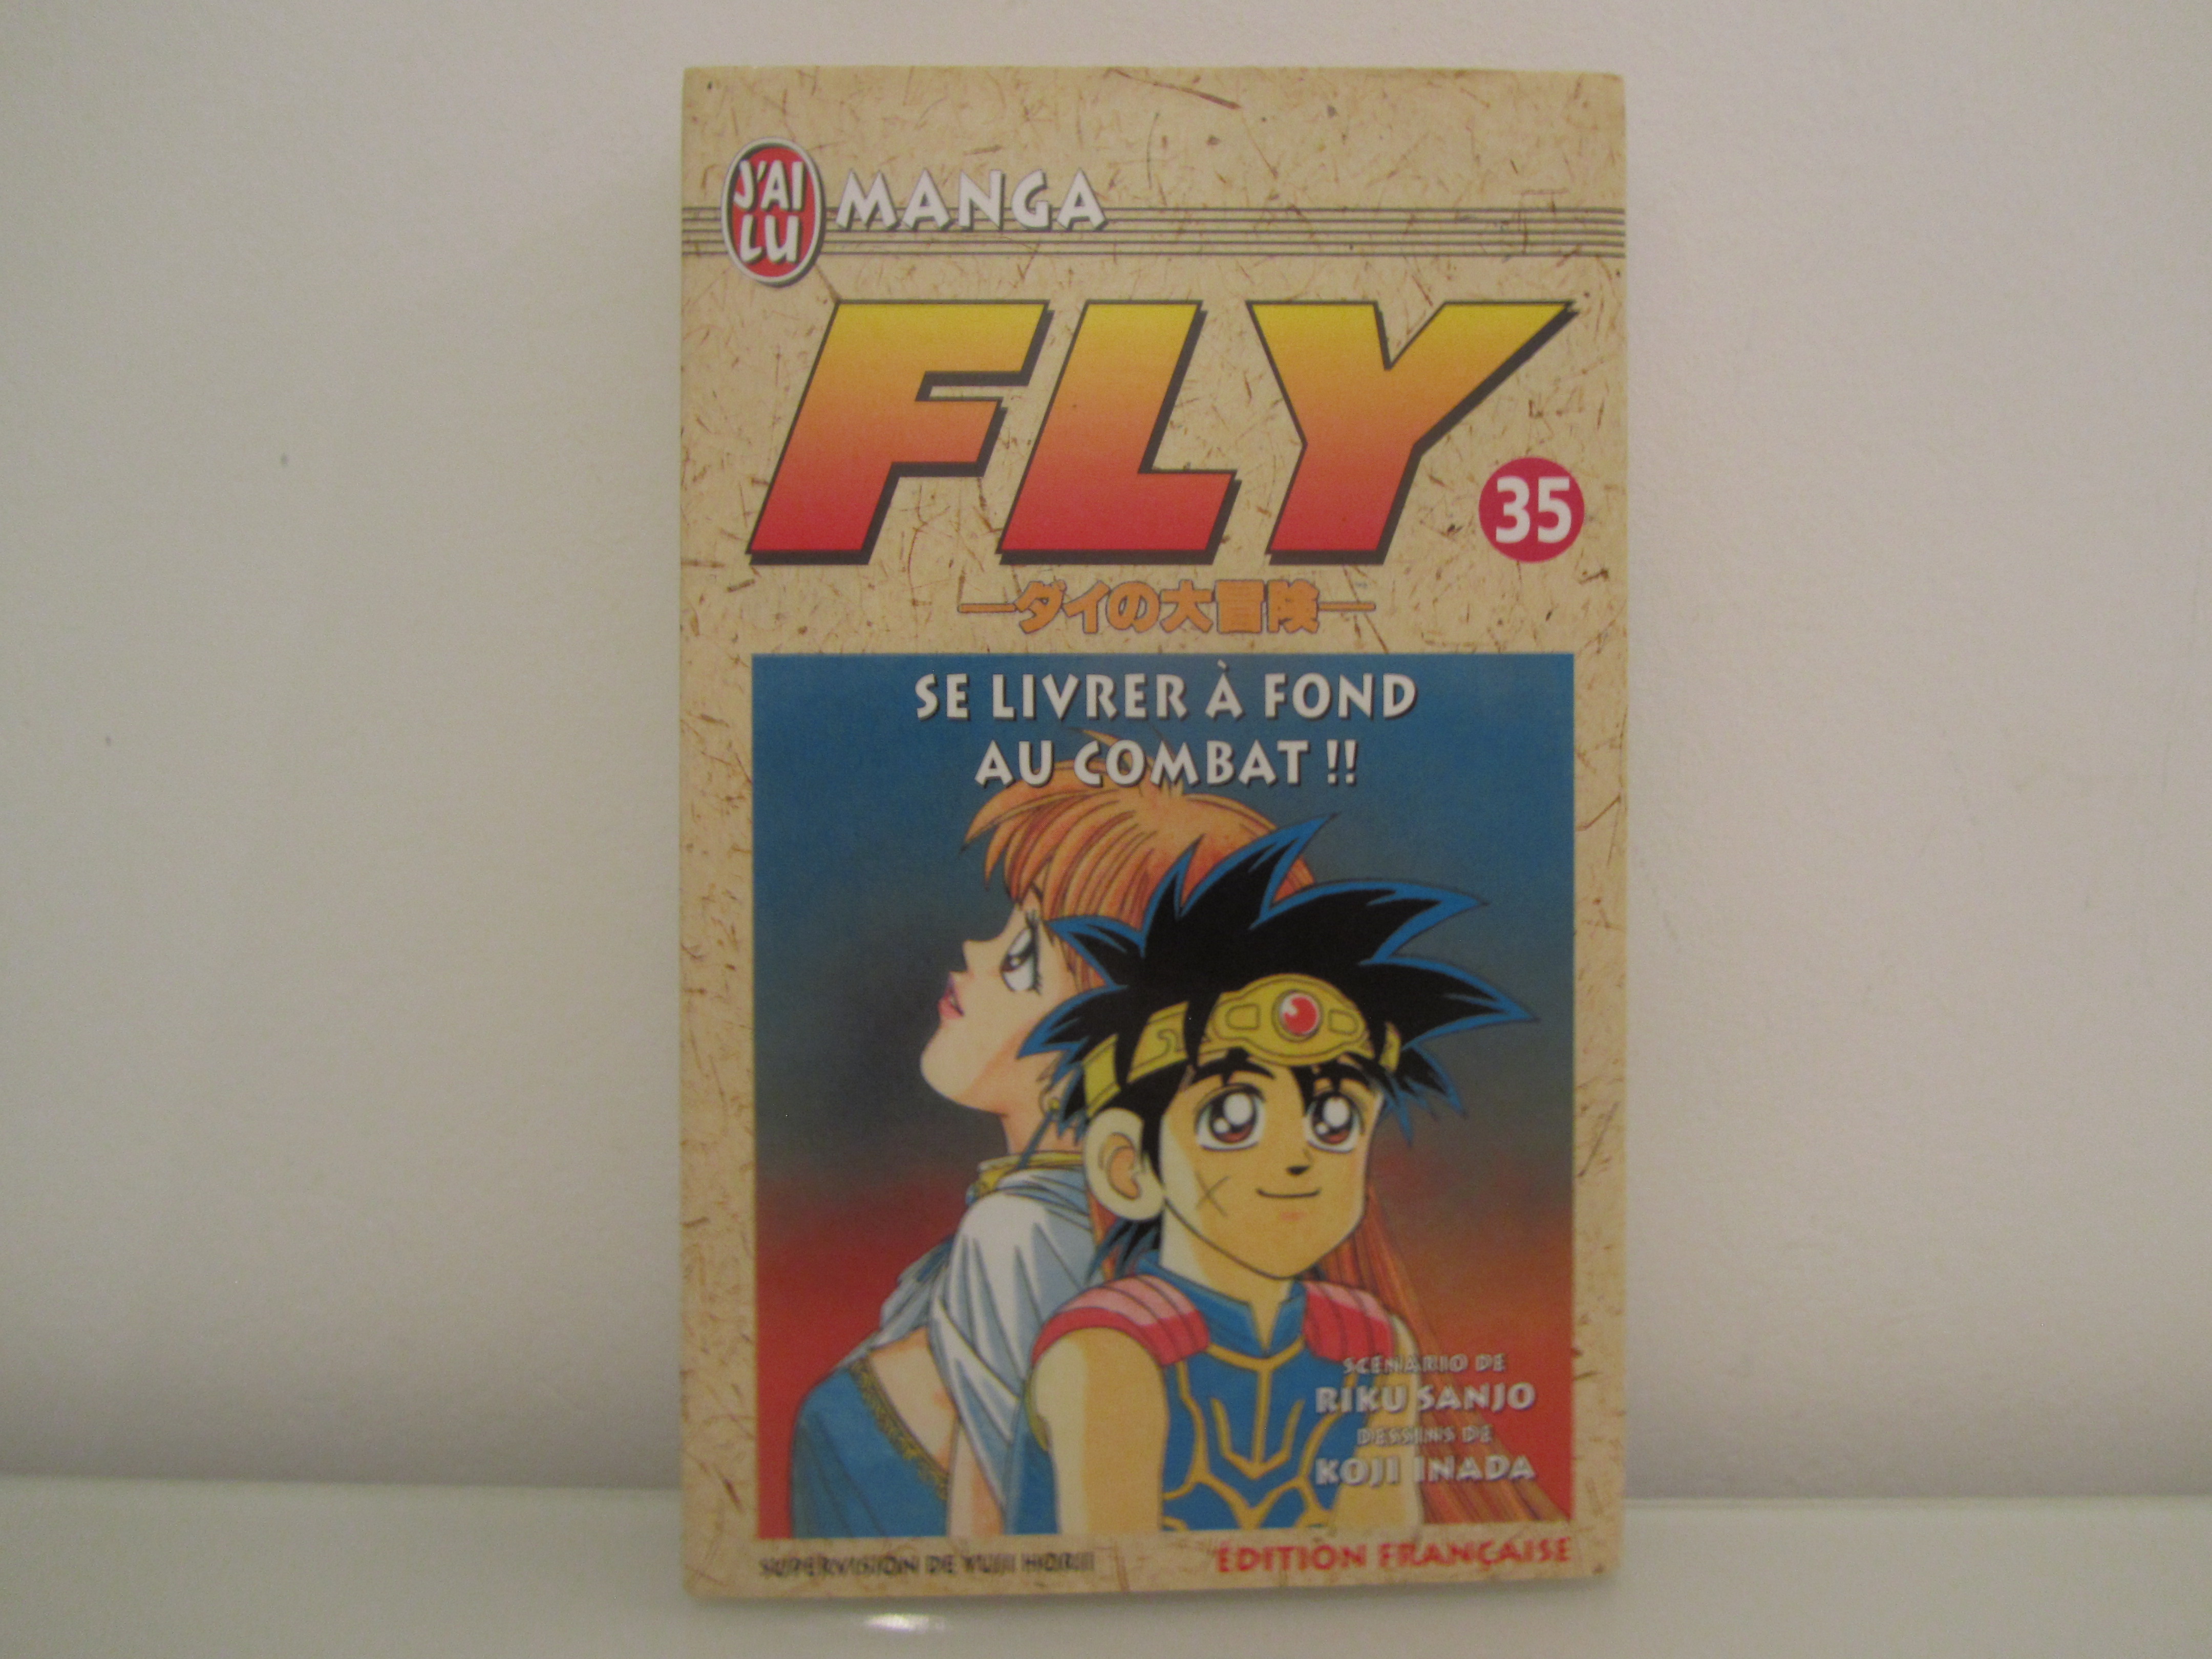 J'AI
LU
MANGA
FLY
35
—ダイの大冒険—
SE LIVRER À FOND
AU COMBAT !!
SCÉNARIO DE
RIKU SANJO
DESSINS DE
KOJI INADA
SUPERVISION DE YUJI HORII
ÉDITION FRANÇAISE